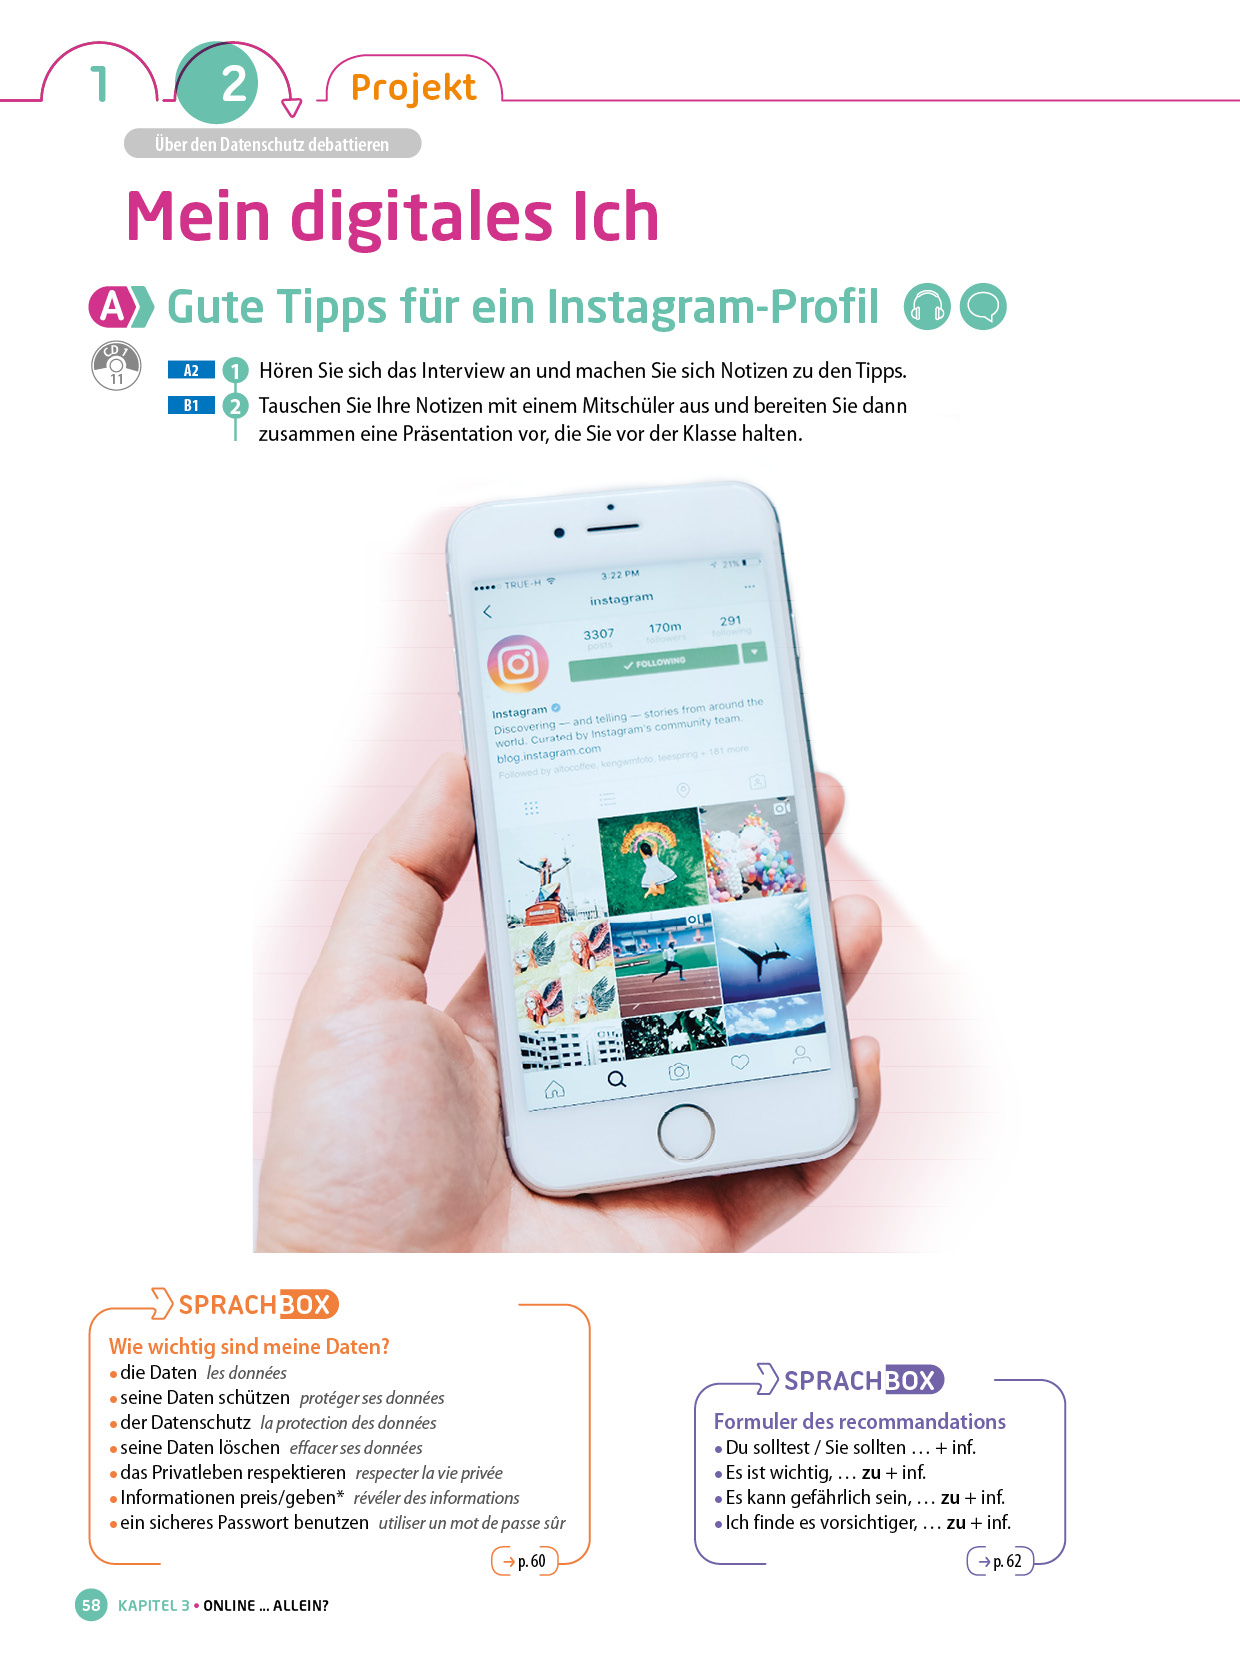 1
2
Projekt
Über den Datenschutz debattieren
Mein digitales Ich
A Gute Tipps für ein Instagram-Profil
CD 1
11
A2 1 Hören Sie sich das Interview an und machen Sie sich Notizen zu den Tipps.
B1 2 Tauschen Sie Ihre Notizen mit einem Mitschüler aus und bereiten Sie dann
zusammen eine Präsentation vor, die Sie vor der Klasse halten.
TRUE-H 3:22 PM 21%
instagram
3307 170m 291
posts followers following
FOLLOWING
Instagram
Discovering — and telling — stories from around the
world. Curated by Instagram's community team.
blog.instagram.com
Followed by altocoffee, kengwmfoto, teespring + 181 more
SPRACHBOX
Wie wichtig sind meine Daten?
• die Daten les données
• seine Daten schützen protéger ses données
• der Datenschutz la protection des données
• seine Daten löschen effacer ses données
• das Privatleben respektieren respecter la vie privée
• Informationen preis/geben* révéler des informations
• ein sicheres Passwort benutzen utiliser un mot de passe sûr
→ p. 60
SPRACHBOX
Formuler des recommandations
• Du solltest / Sie sollten … + inf.
• Es ist wichtig, … zu + inf.
• Es kann gefährlich sein, … zu + inf.
• Ich finde es vorsichtiger, … zu + inf.
→ p. 62
58 KAPITEL 3 • ONLINE ... ALLEIN?